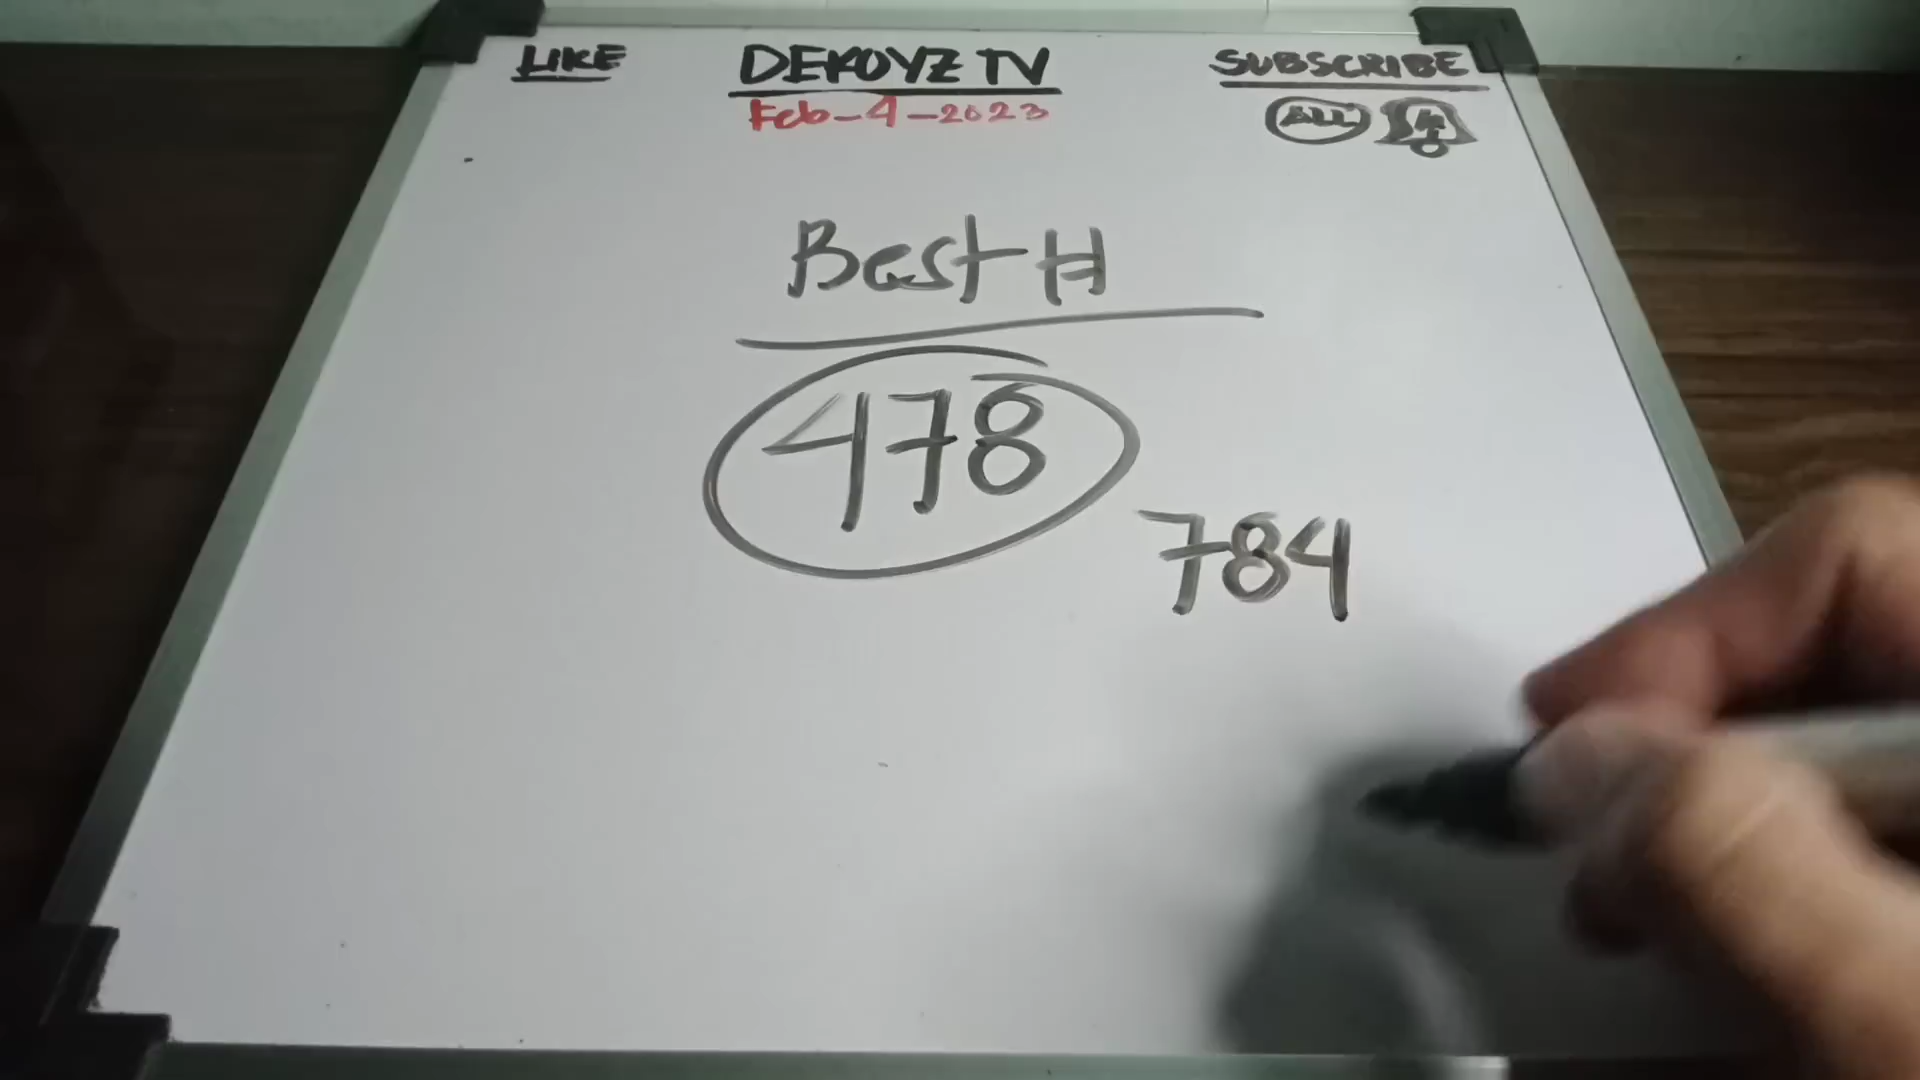 LIKE DEKOYZ TV SUBSCRIBE
Feb-4-2023 ALL
Best #
478
784